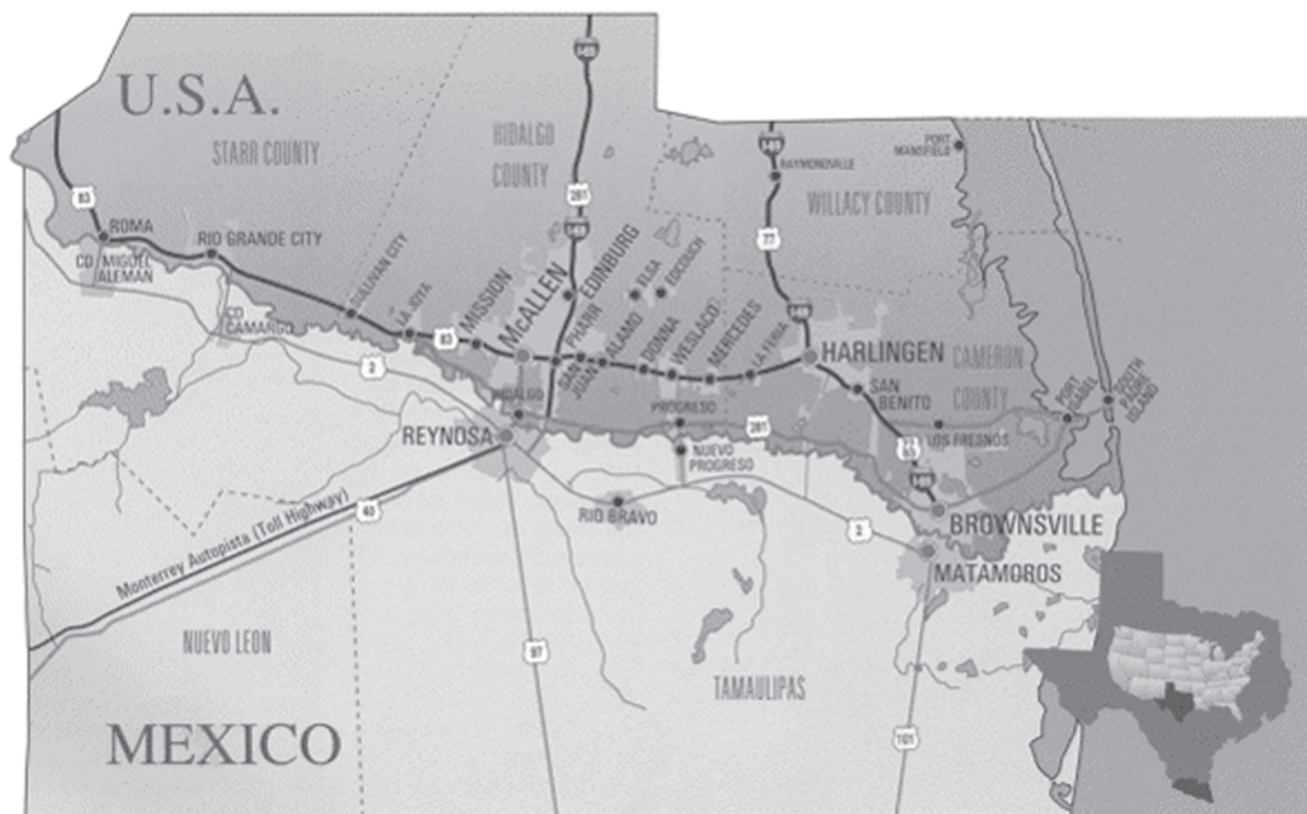 U.S.A.
STARR COUNTY
HIDALGO
COUNTY
WILLACY COUNTY
PORT
MANSFIELD
RAYMONDVILLE
83
281
77
ROMA
RIO GRANDE CITY
CD MIGUEL
ALEMAN
CD
CAMARGO
SULLIVAN CITY
LA JOYA
83
MISSION
McALLEN
EDINBURG
PHARR
SAN
JUAN
ALAMO
ELSA
EDCOUCH
DONNA
WESLACO
MERCEDES
LA FERIA
HARLINGEN
CAMERON
COUNTY
SAN
BENITO
LOS FRESNOS
PORT
ISABEL
SOUTH
PADRE
ISLAND
2
HIDALGO
REYNOSA
PROGRESO
281
NUEVO
PROGRESO
RIO BRAVO
2
BROWNSVILLE
MATAMOROS
40
Monterrey Autopista (Toll Highway)
NUEVO LEON
97
TAMAULIPAS
101
MEXICO